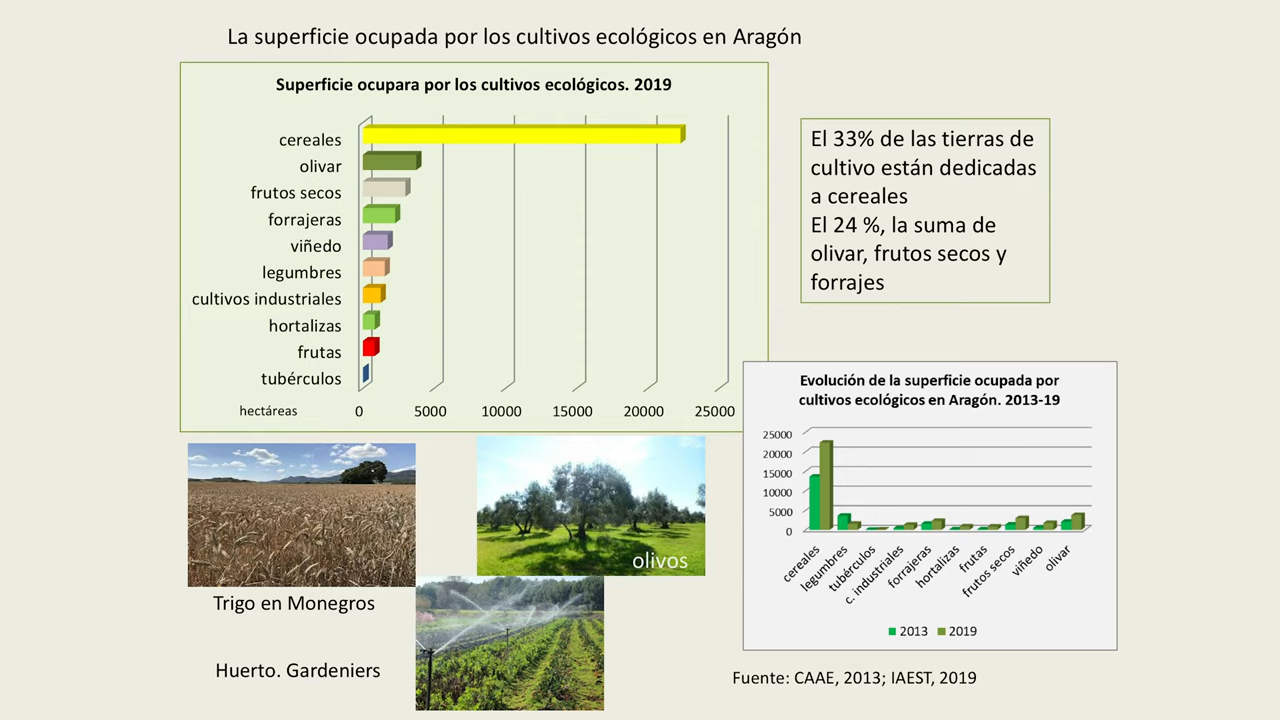 La superficie ocupada por los cultivos ecológicos en Aragón
Superficie ocupara por los cultivos ecológicos. 2019
cereales
olivar
frutos secos
forrajeras
viñedo
legumbres
cultivos industriales
hortalizas
frutas
tubérculos
hectáreas 0 5000 10000 15000 20000 25000
El 33% de las tierras de
cultivo están dedicadas
a cereales
El 24 %, la suma de
olivar, frutos secos y
forrajes
Evolución de la superficie ocupada por
cultivos ecológicos en Aragón. 2013-19
25000
20000
15000
10000
5000
0
cereales
legumbres
tubérculos
c. industriales
forrajeras
hortalizas
frutas
frutos secos
viñedo
olivar
2013 2019
olivos
Trigo en Monegros
Huerto. Gardeniers
Fuente: CAAE, 2013; IAEST, 2019